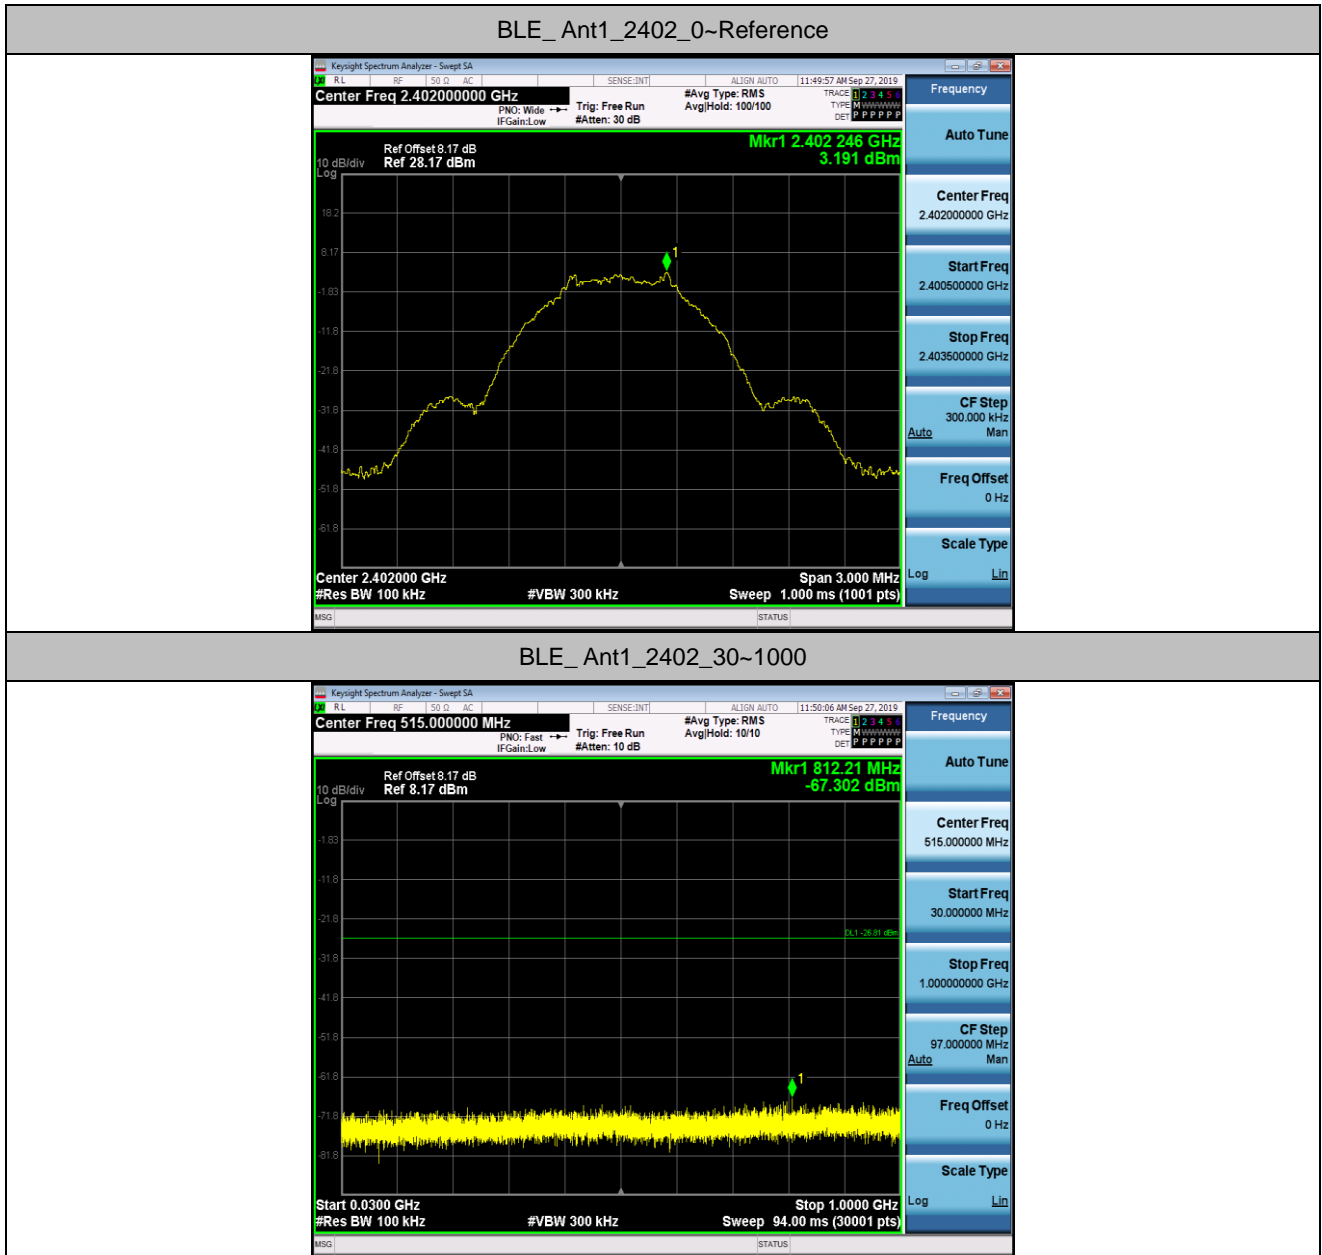 BLE_ Ant1_2402_0~Reference
Keysight Spectrum Analyzer - Swept SA
RL RF 50 Ω AC SENSE:INT ALIGN AUTO 11:49:57 AM Sep 27, 2019
Center Freq 2.402000000 GHz #Avg Type: RMS TRACE 1 2 3 4 5 6
PNO: Wide Trig: Free Run Avg|Hold: 100/100 TYPE M WWWWW
IFGain:Low #Atten: 30 dB DET P P P P P P
Frequency
Auto Tune
Mkr1 2.402 246 GHz
3.191 dBm
Ref Offset 8.17 dB
10 dB/div Ref 28.17 dBm
Log
18.2
8.17
-1.83
-11.8
-21.8
-31.8
-41.8
-51.8
-61.8
1
Center Freq
2.402000000 GHz
Start Freq
2.400500000 GHz
Stop Freq
2.403500000 GHz
CF Step
300.000 kHz
Auto Man
Freq Offset
0 Hz
Scale Type
Log Lin
Center 2.402000 GHz Span 3.000 MHz
#Res BW 100 kHz #VBW 300 kHz Sweep 1.000 ms (1001 pts)
MSG STATUS
BLE_ Ant1_2402_30~1000
Keysight Spectrum Analyzer - Swept SA
RL RF 50 Ω AC SENSE:INT ALIGN AUTO 11:50:06 AM Sep 27, 2019
Center Freq 515.000000 MHz #Avg Type: RMS TRACE 1 2 3 4 5 6
PNO: Fast Trig: Free Run Avg|Hold: 10/10 TYPE M WWWWW
IFGain:Low #Atten: 10 dB DET P P P P P P
Frequency
Auto Tune
Mkr1 812.21 MHz
-67.302 dBm
Ref Offset 8.17 dB
10 dB/div Ref 8.17 dBm
Log
-1.83
-11.8
-21.8
DL1 -26.81 dBm
-31.8
-41.8
-51.8
-61.8
-71.8
-81.8
1
Center Freq
515.000000 MHz
Start Freq
30.000000 MHz
Stop Freq
1.000000000 GHz
CF Step
97.000000 MHz
Auto Man
Freq Offset
0 Hz
Scale Type
Log Lin
Start 0.0300 GHz Stop 1.0000 GHz
#Res BW 100 kHz #VBW 300 kHz Sweep 94.00 ms (30001 pts)
MSG STATUS